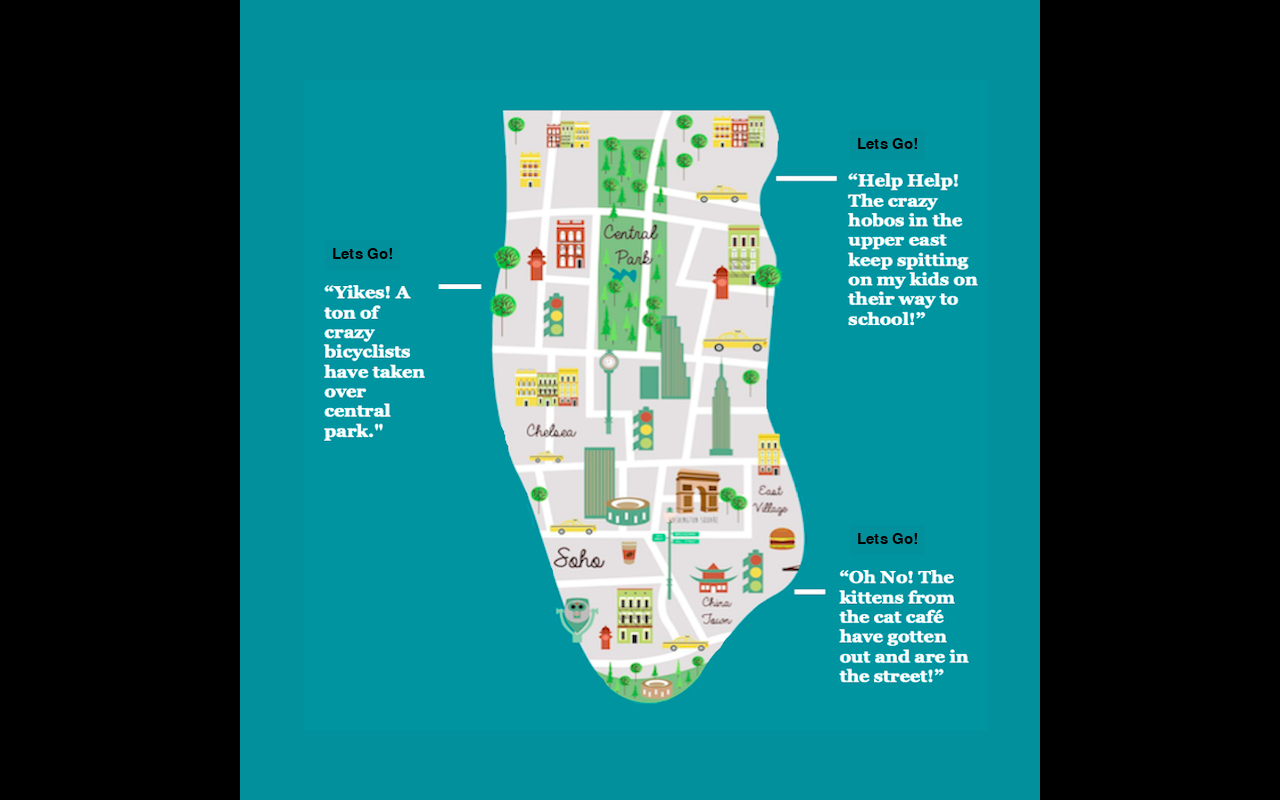 Lets Go!
“Help Help!
The crazy
hobos in the
upper east
keep spitting
on my kids on
their way to
school!”
Central
Park
Lets Go!
“Yikes! A
ton of
crazy
bicyclists
have taken
over
central
park."
Chelsea
East
Village
Soho
Lets Go!
“Oh No! The
kittens from
the cat café
have gotten
out and are in
the street!”
China
Town